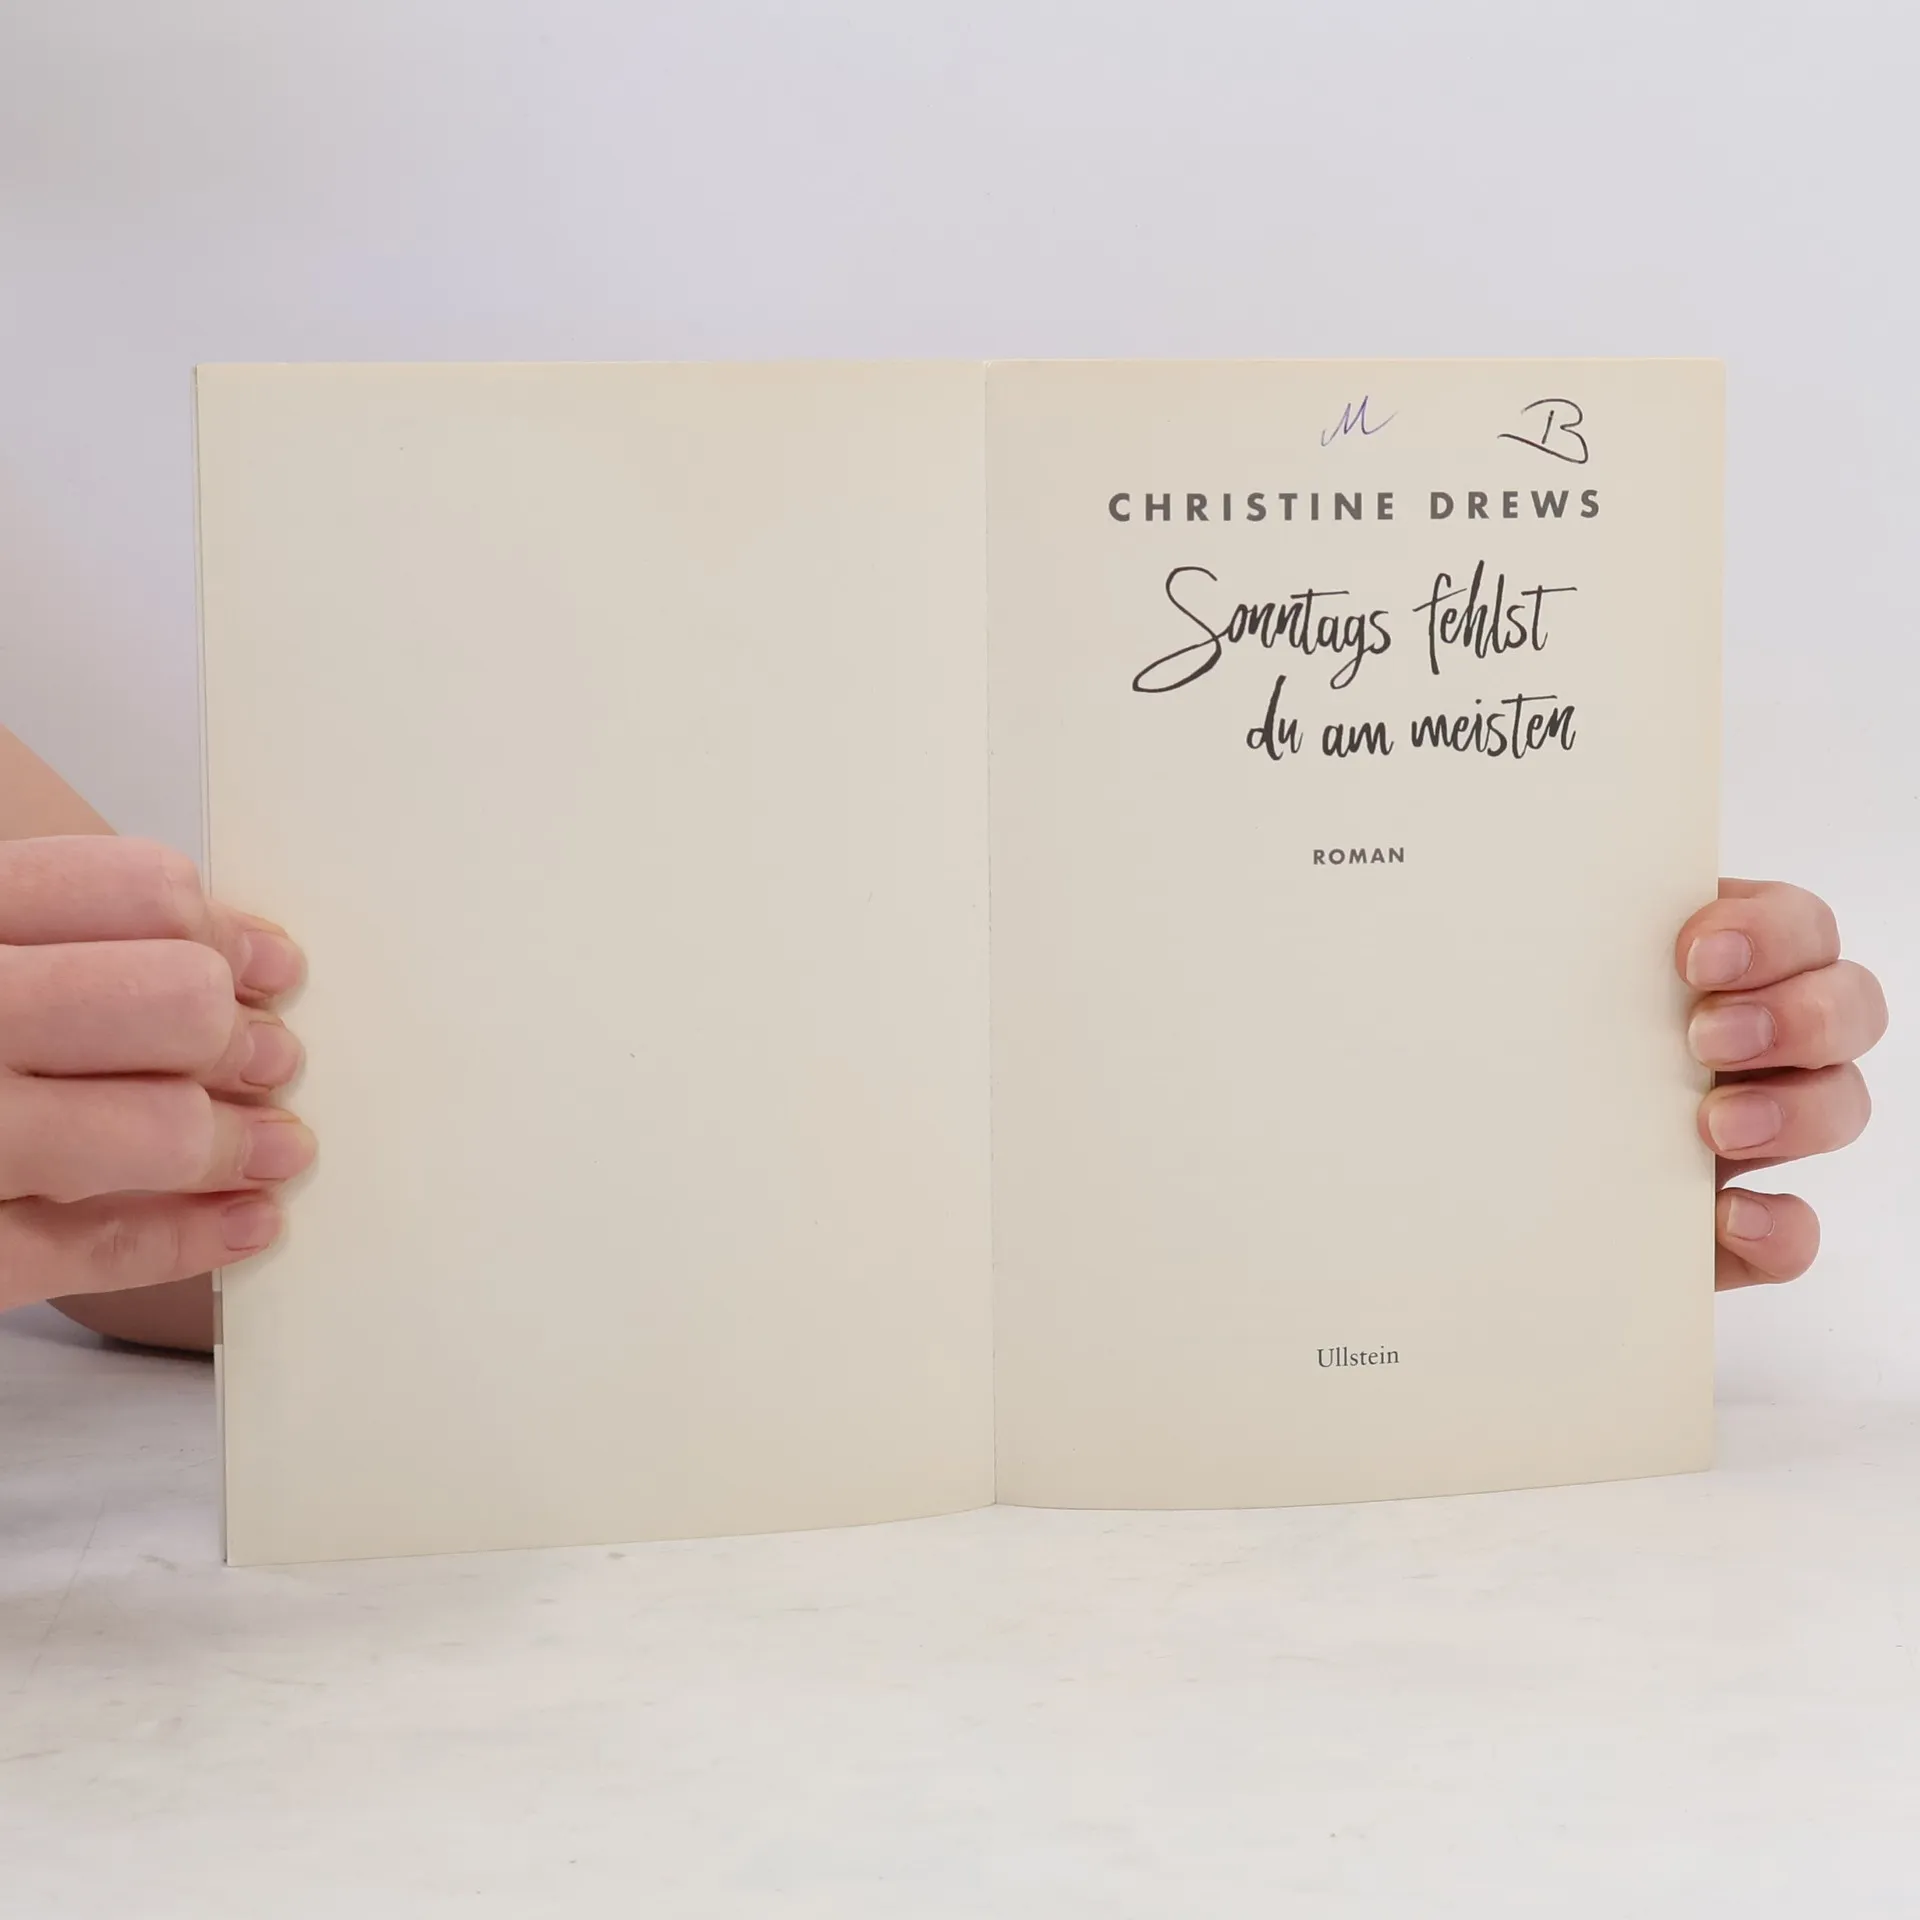 M B
CHRISTINE DREWS
Sonntags fehlst
du am meisten
ROMAN
Ullstein